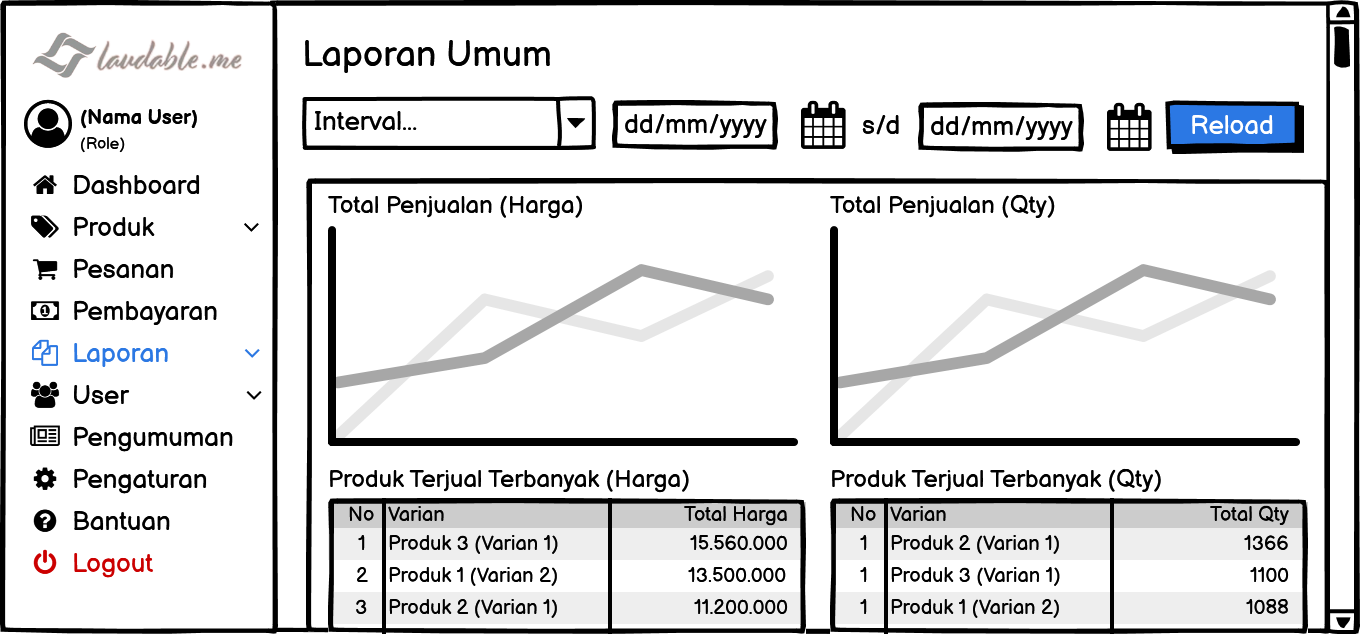 laudable.me
(Nama User)
(Role)
Dashboard
Produk
Pesanan
Pembayaran
Laporan
User
Pengumuman
Pengaturan
Bantuan
Logout
Laporan Umum
Interval... dd/mm/yyyy s/d dd/mm/yyyy Reload
Total Penjualan (Harga)
Total Penjualan (Qty)
Produk Terjual Terbanyak (Harga)
No Varian Total Harga
1 Produk 3 (Varian 1) 15.560.000
2 Produk 1 (Varian 2) 13.500.000
3 Produk 2 (Varian 1) 11.200.000
Produk Terjual Terbanyak (Qty)
No Varian Total Qty
1 Produk 2 (Varian 1) 1366
1 Produk 3 (Varian 1) 1100
1 Produk 1 (Varian 2) 1088